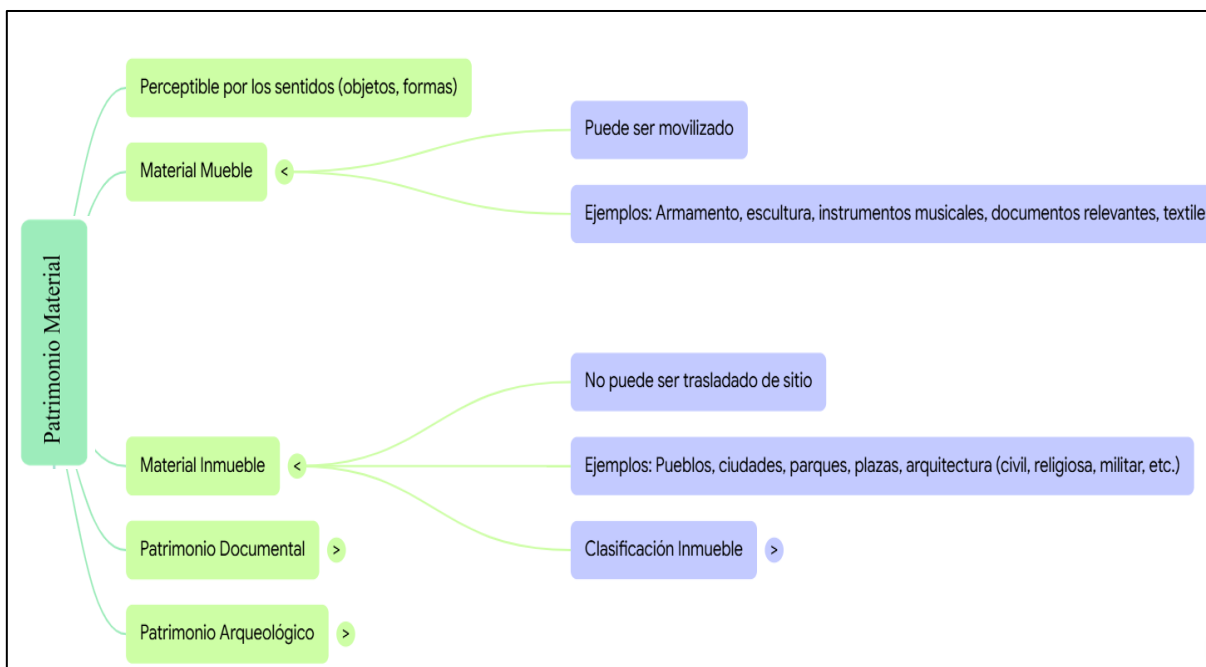 Patrimonio Material
Perceptible por los sentidos (objetos, formas)
Material Mueble <
Puede ser movilizado
Ejemplos: Armamento, escultura, instrumentos musicales, documentos relevantes, textile
Material Inmueble <
No puede ser trasladado de sitio
Ejemplos: Pueblos, ciudades, parques, plazas, arquitectura (civil, religiosa, militar, etc.)
Clasificación Inmueble >
Patrimonio Documental >
Patrimonio Arqueológico >